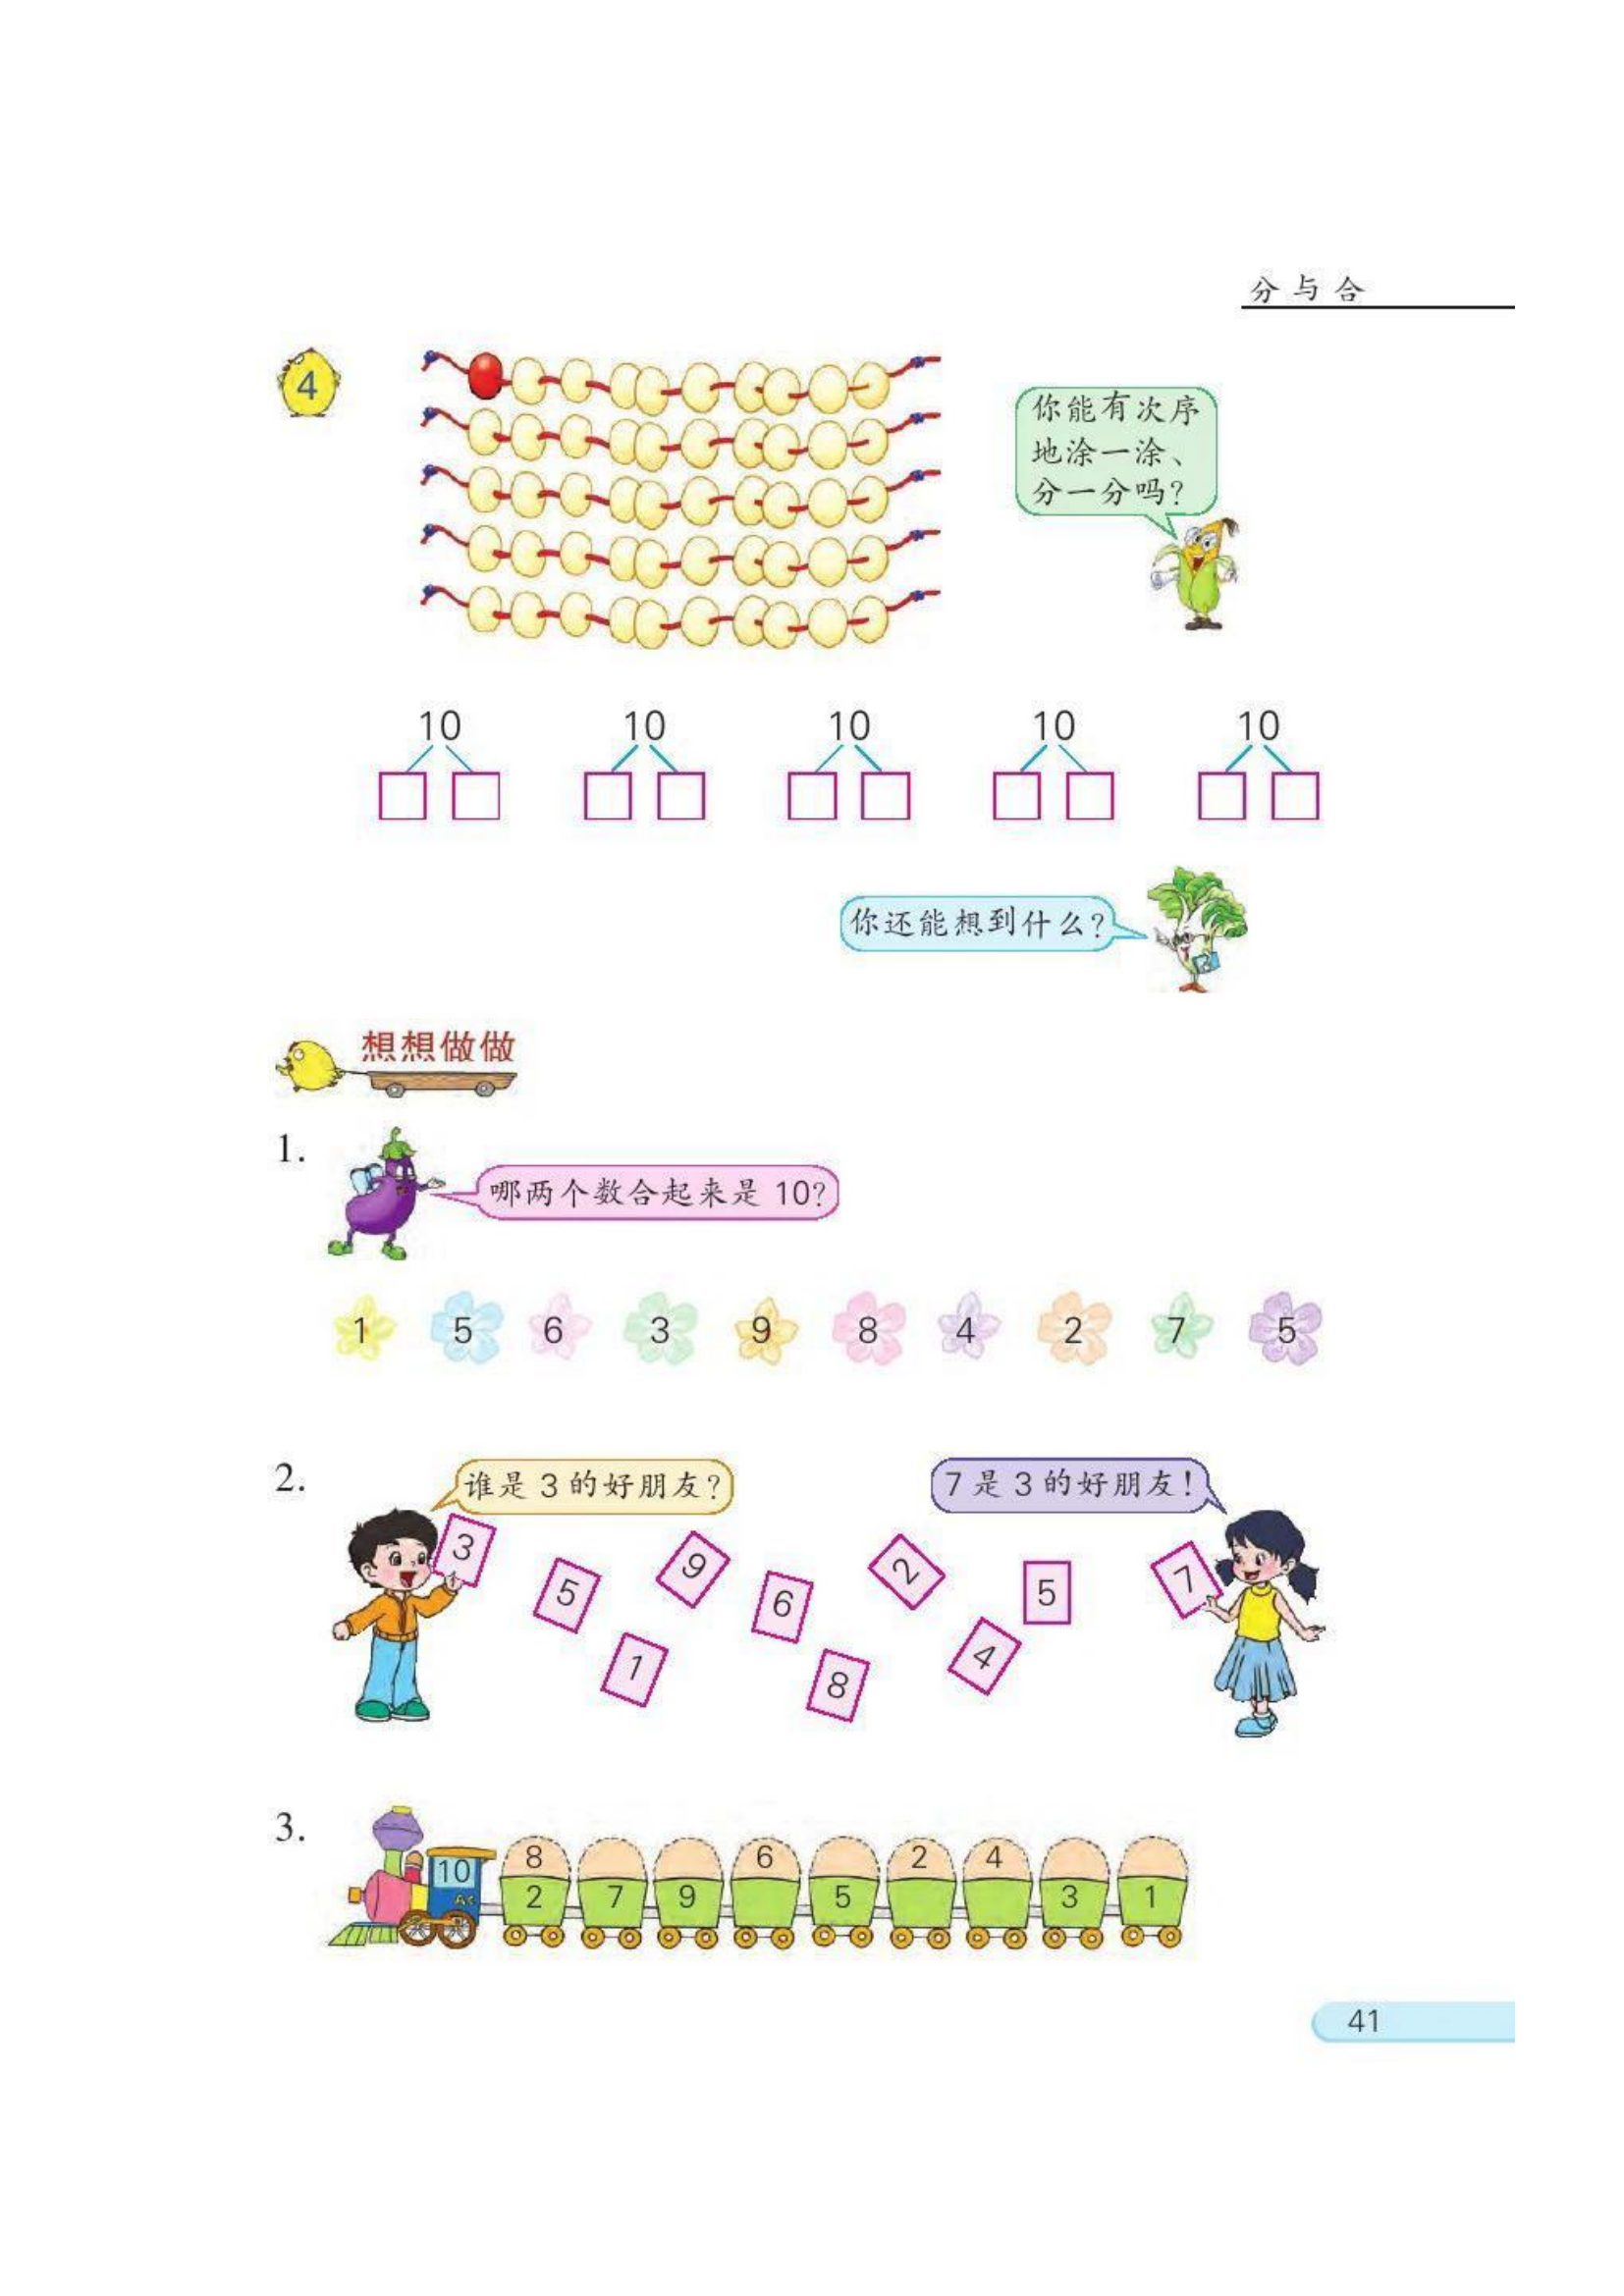 分与合
4
你能有次序
地涂一涂、
分一分吗？
10 10 10 10 10
你还能想到什么？
想想做做
1.
哪两个数合起来是 10？
1 5 6 3 9 8 4 2 7 5
2.
谁是 3 的好朋友？
7 是 3 的好朋友！
3 5 9 6 2 5 7
1 8 4
3.
10
8 6 2 4
2 7 9 5 3 1
41